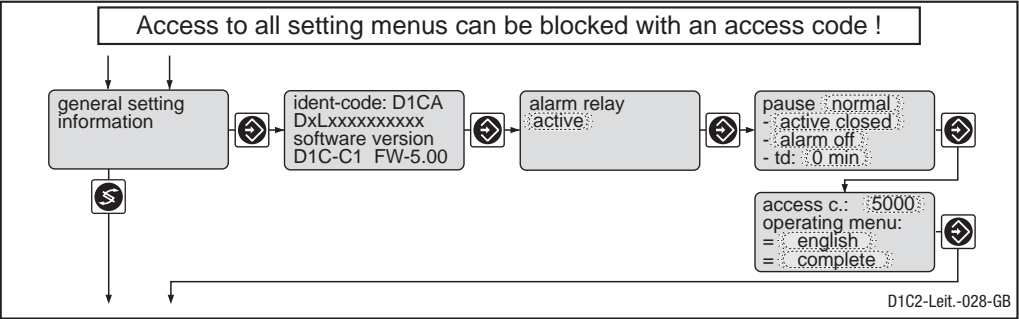 Access to all setting menus can be blocked with an access code !
general setting
information
ident-code: D1CA
DxLxxxxxxxxxx
software version
D1C-C1 FW-5.00
alarm relay
active
pause normal
- active closed
- alarm off
- td: 0 min
access c.: 5000
operating menu:
= english
= complete
D1C2-Leit.-028-GB